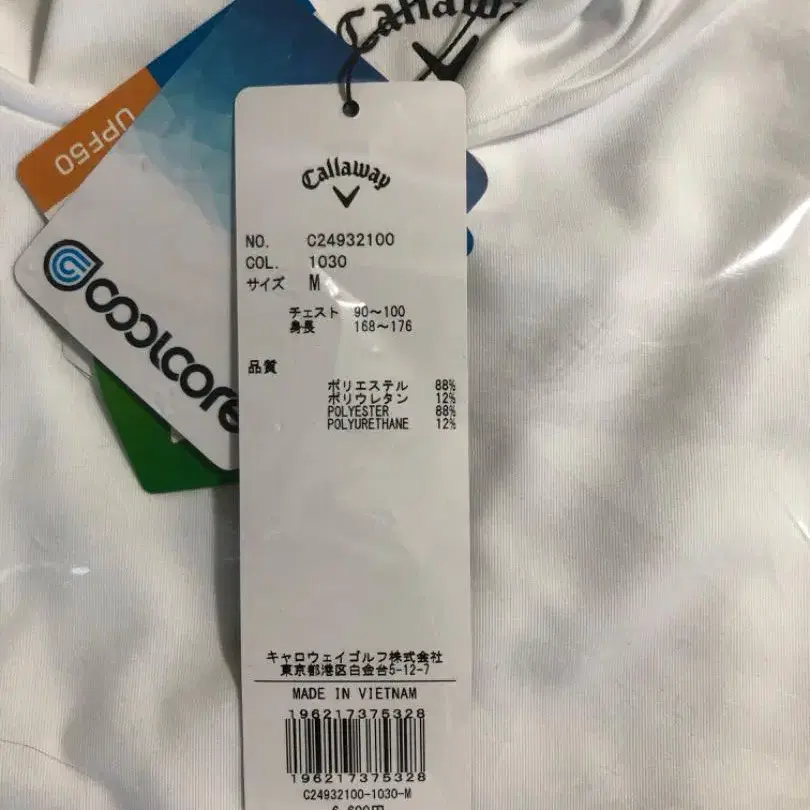 Callaway
UPF50
coolcore
Callaway
NO. C24932100
COL. 1030
サイズ M
チェスト 90～100
身長 168～176
品質
ポリエステル 88%
ポリウレタン 12%
POLYESTER 88%
POLYURETHANE 12%
キャロウェイゴルフ株式会社
東京都港区白金台5-12-7
MADE IN VIETNAM
196217375328
196217375328
C24932100-1030-M